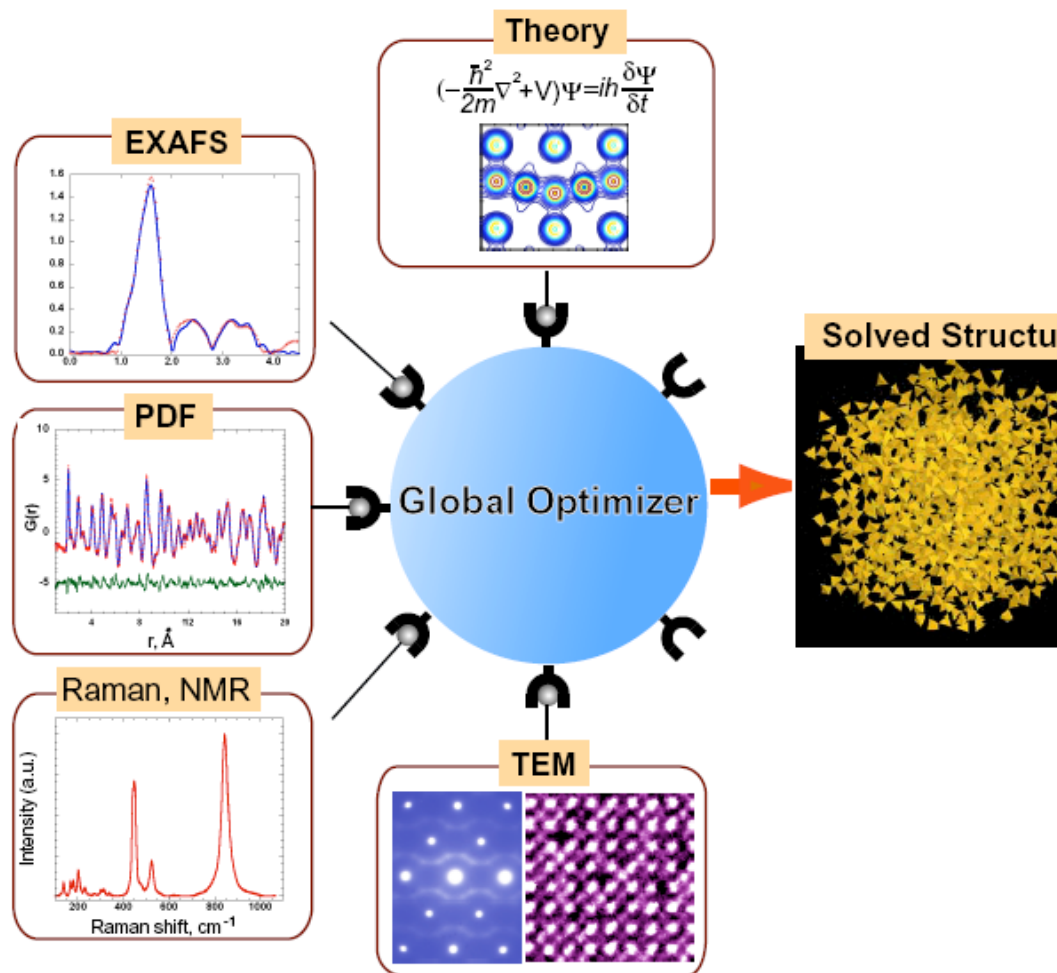 Theory
(-ħ²/2m ∇²+V)Ψ=ih δΨ/δt
EXAFS
1.6
1.4
1.2
1.0
0.8
0.6
0.4
0.2
0.0
0.0 1.0 2.0 3.0 4.0
Solved Structu
PDF
10
5
0
-5
G(r)
4 8 12 16 20
r, Å
Global Optimizer
Raman, NMR
Intensity (a.u.)
200 400 600 800 1000
Raman shift, cm⁻¹
TEM